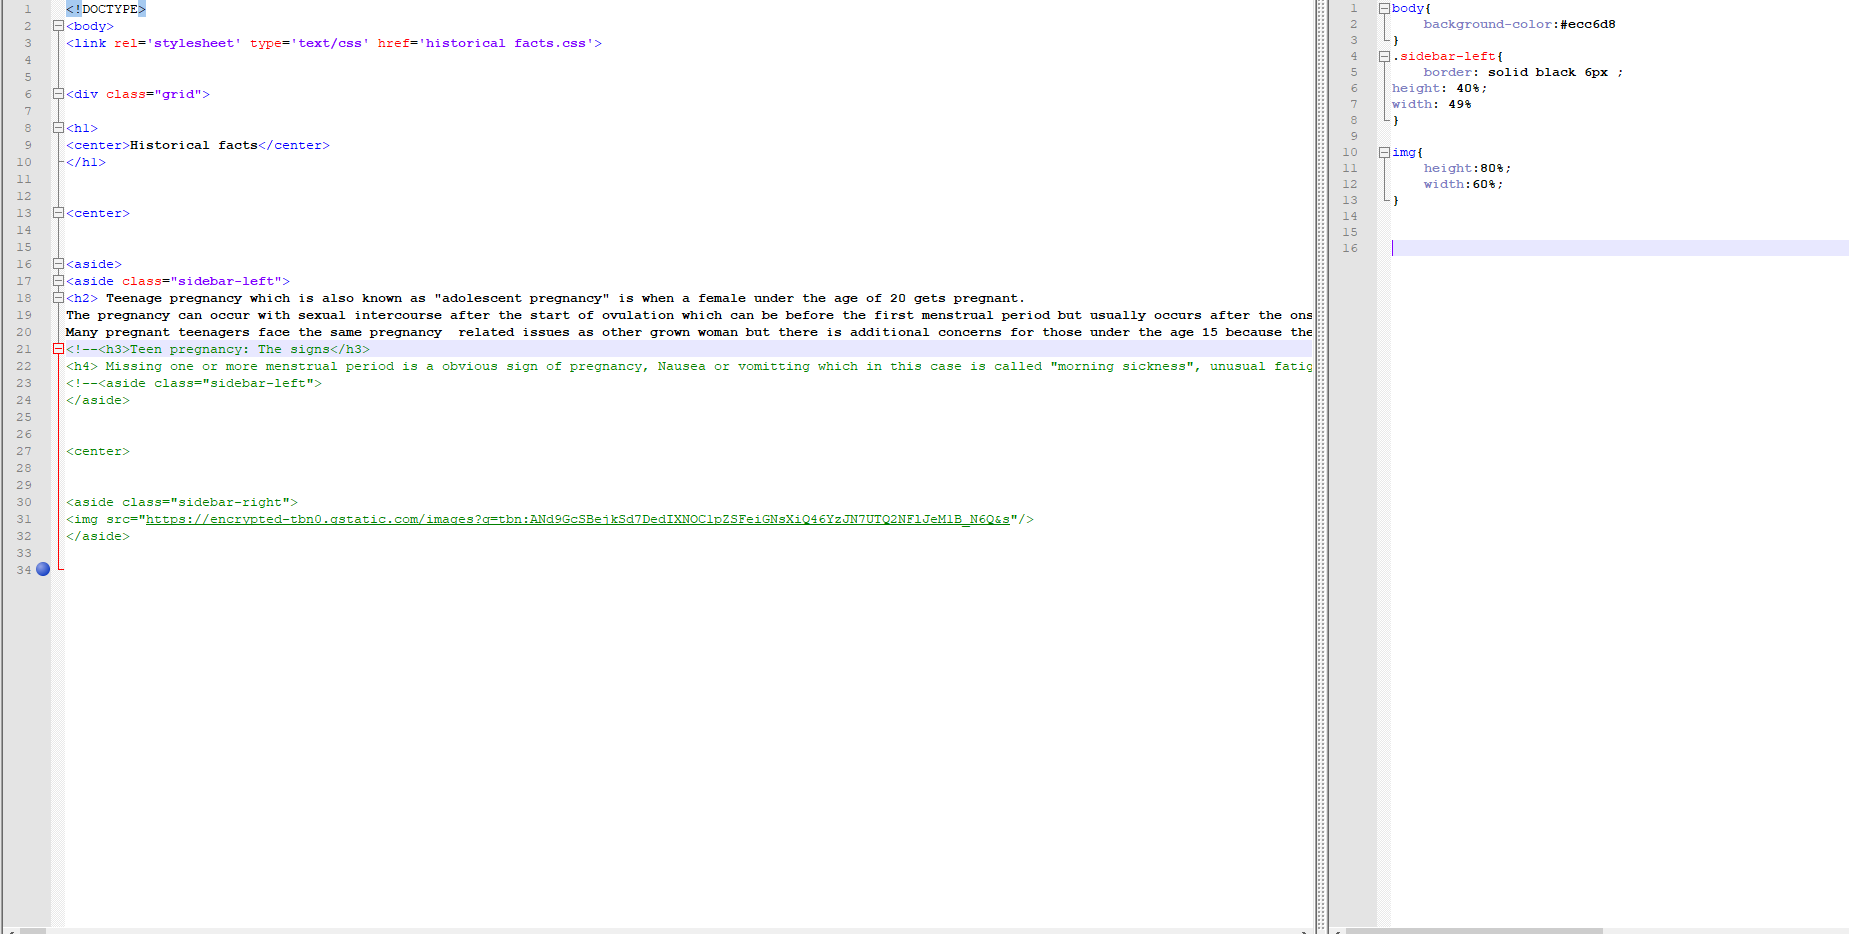 1 <!DOCTYPE>
2 <body>
3 <link rel='stylesheet' type='text/css' href='historical facts.css'>
4
5
6 <div class="grid">
7
8 <h1>
9 <center>Historical facts</center>
10 </h1>
11
12
13 <center>
14
15
16 <aside>
17 <aside class="sidebar-left">
18 <h2> Teenage pregnancy which is also known as "adolescent pregnancy" is when a female under the age of 20 gets pregnant.
19 The pregnancy can occur with sexual intercourse after the start of ovulation which can be before the first menstrual period but usually occurs after the ons
20 Many pregnant teenagers face the same pregnancy  related issues as other grown woman but there is additional concerns for those under the age 15 because the
21 <!--<h3>Teen pregnancy: The signs</h3>
22 <h4> Missing one or more menstrual period is a obvious sign of pregnancy, Nausea or vomitting which in this case is called "morning sickness", unusual fatig
23 <!--<aside class="sidebar-left">
24 </aside>
25
26
27 <center>
28
29
30 <aside class="sidebar-right">
31 <img src="https://encrypted-tbn0.gstatic.com/images?q=tbn:ANd9GcSBejkSd7DedIXNOClpZSFeiGNsXiQ46YzJN7UTQ2NFlJeMlB_N6Q&s"/>
32 </aside>
33
34
1 body{
2 background-color:#ecc6d8
3 }
4 .sidebar-left{
5 border: solid black 6px ;
6 height: 40%;
7 width: 49%
8 }
9
10 img{
11 height:80%;
12 width:60%;
13 }
14
15
16